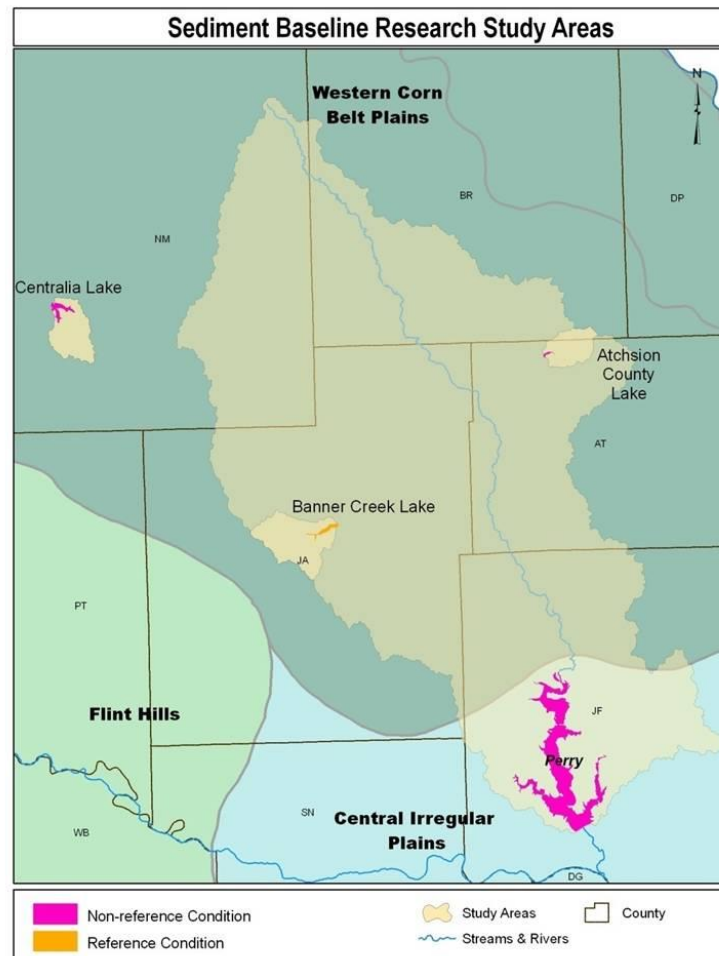 Sediment Baseline Research Study Areas
N
Western Corn
Belt Plains
BR
DP
NM
Centralia Lake
Atchsion
County
Lake
AT
Banner Creek Lake
JA
PT
Flint Hills
JF
Perry
SN
Central Irregular
Plains
WB
DG
Non-reference Condition
Study Areas
County
Reference Condition
Streams & Rivers